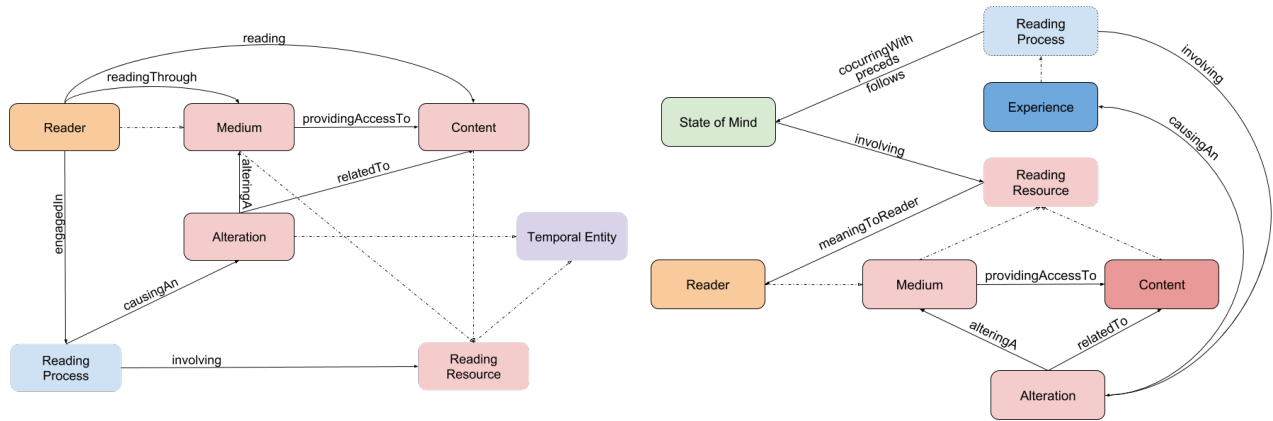 reading
readingThrough
Reader
Medium
providingAccessTo
Content
alteringA
relatedTo
engagedIn
Alteration
Temporal Entity
causingAn
Reading
Process
involving
Reading
Resource
Reading
Process
cocurringWith
preceds
follows
involving
Experience
State of Mind
causingAn
involving
Reading
Resource
meaningToReader
Reader
Medium
providingAccessTo
Content
alteringA
relatedTo
Alteration